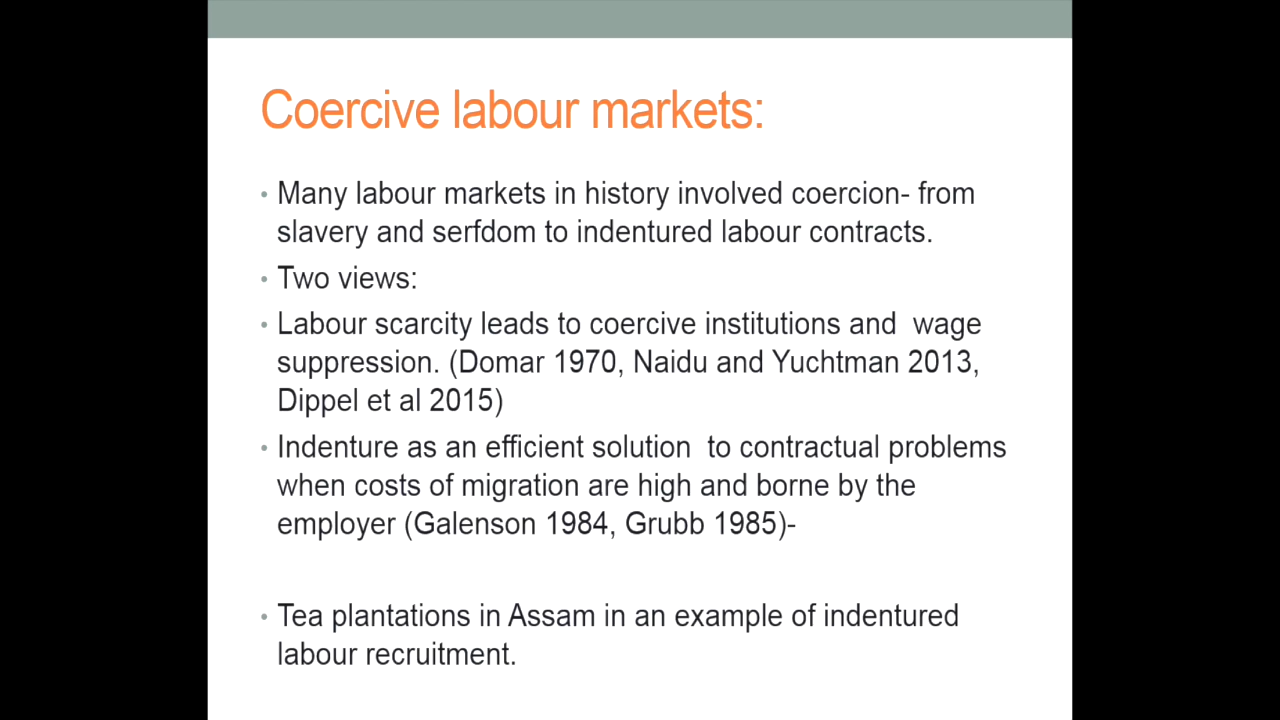 Coercive labour markets:
• Many labour markets in history involved coercion- from
slavery and serfdom to indentured labour contracts.
• Two views:
• Labour scarcity leads to coercive institutions and  wage
suppression. (Domar 1970, Naidu and Yuchtman 2013,
Dippel et al 2015)
• Indenture as an efficient solution  to contractual problems
when costs of migration are high and borne by the
employer (Galenson 1984, Grubb 1985)-
• Tea plantations in Assam in an example of indentured
labour recruitment.